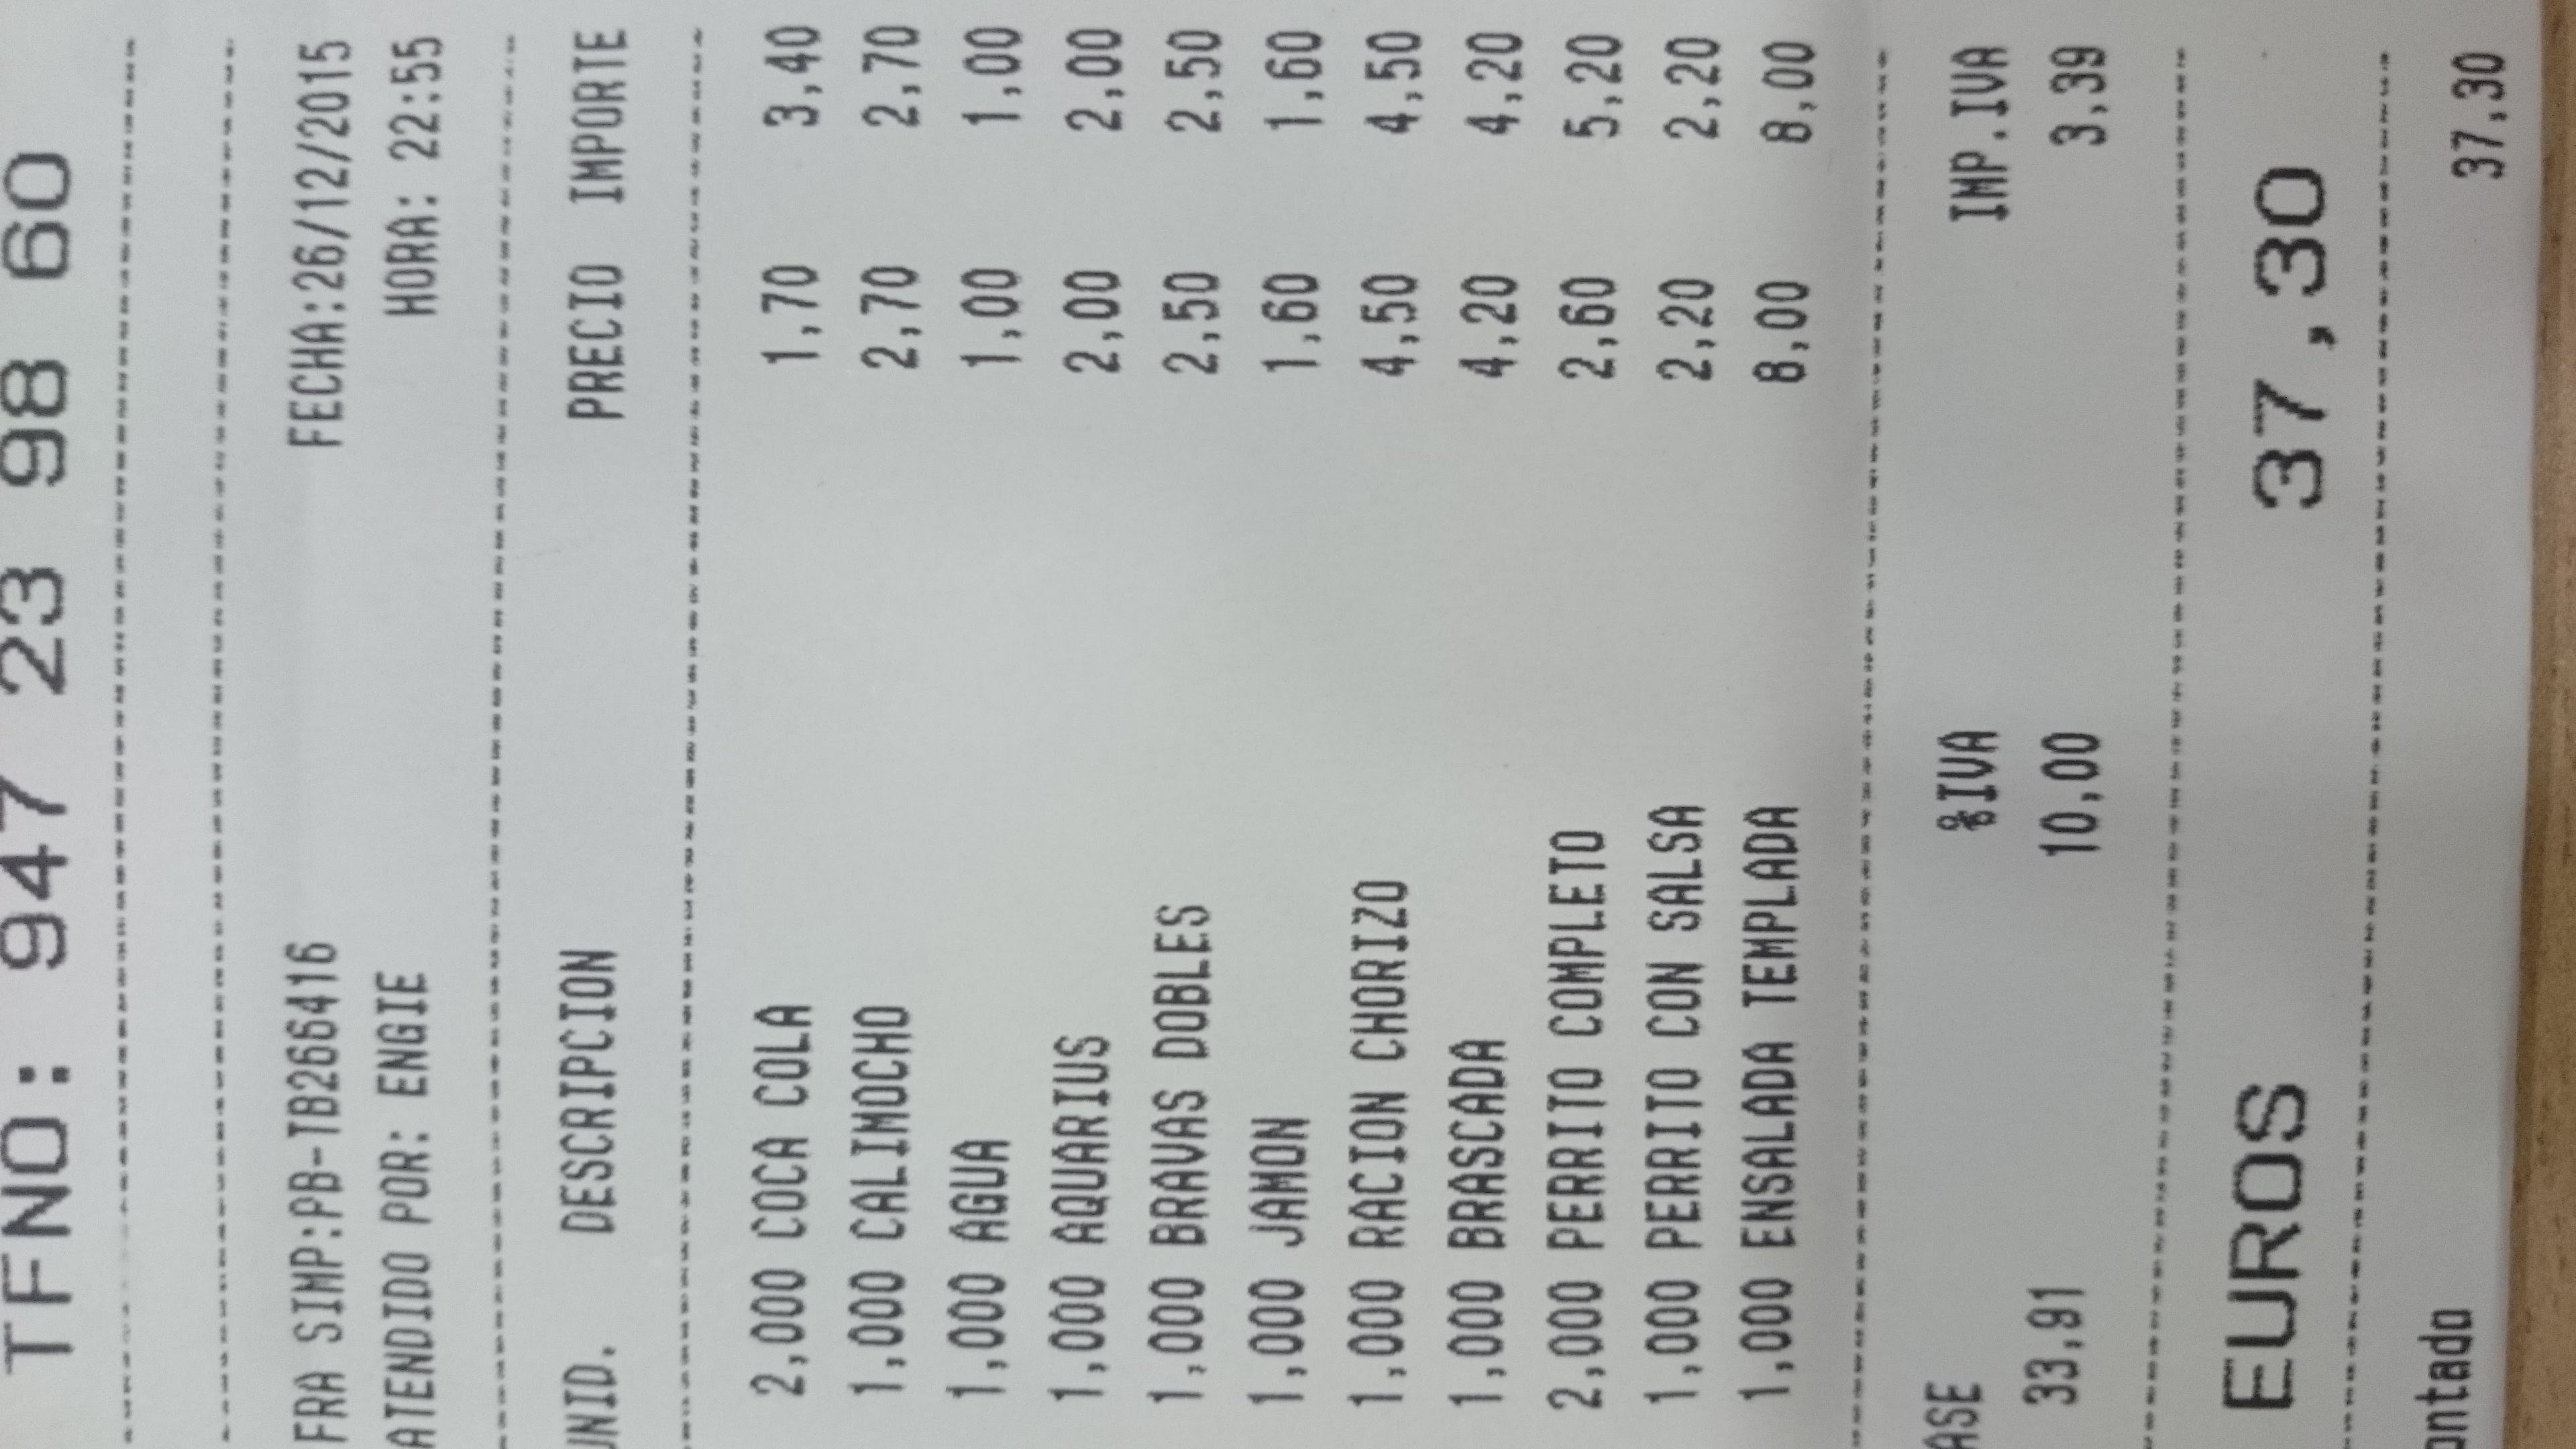 TFNO: 947 23 98 60
FRA SIMP:PB-TB266416 FECHA:26/12/2015
ATENDIDO POR: ENGIE HORA: 22:55
UNID. DESCRIPCION PRECIO IMPORTE
2,000 COCA COLA 1,70 3,40
1,000 CALIMOCHO 2,70 2,70
1,000 AGUA 1,00 1,00
1,000 AQUARIUS 2,00 2,00
1,000 BRAVAS DOBLES 2,50 2,50
1,000 JAMON 1,60 1,60
1,000 RACION CHORIZO 4,50 4,50
1,000 BRASCADA 4,20 4,20
2,000 PERRITO COMPLETO 2,60 5,20
1,000 PERRITO CON SALSA 2,20 2,20
1,000 ENSALADA TEMPLADA 8,00 8,00
ASE %IVA IMP.IVA
33,91 10,00 3,39
EUROS 37,30
ontado 37,30